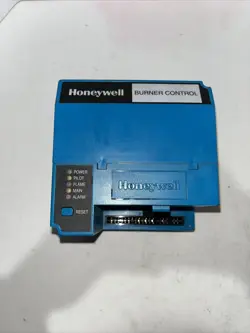 Honeywell
BURNER CONTROL
POWER
PILOT
FLAME
MAIN
ALARM
RESET
Honeywell